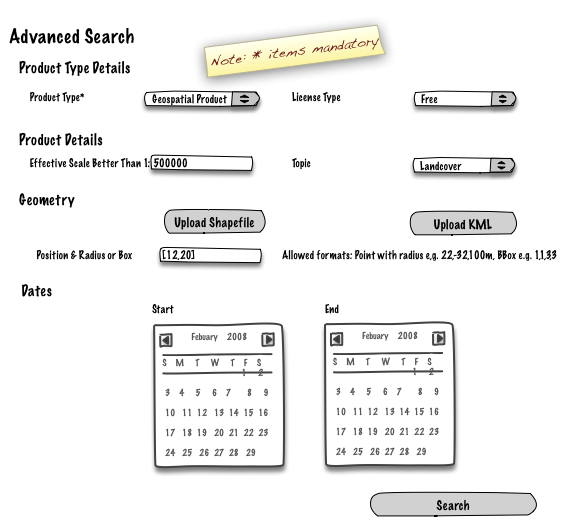 Advanced Search
Note: * items mandatory
Product Type Details
Product Type* Geospatial Product License Type Free
Product Details
Effective Scale Better Than 1: 500000 Topic Landcover
Geometry
Upload Shapefile Upload KML
Position & Radius or Box [12,20] Allowed formats: Point with radius e,g. 22,-32,100m, BBox e.g. 1,1,3,3
Dates
Start End
Febuary 2008 Febuary 2008
S M T W T F S S M T W T F S
1 2 1 2
3 4 5 6 7 8 9 3 4 5 6 7 8 9
10 11 12 13 14 15 16 10 11 12 13 14 15 16
17 18 19 20 21 22 23 17 18 19 20 21 22 23
24 25 26 27 28 29 24 25 26 27 28 29
Search